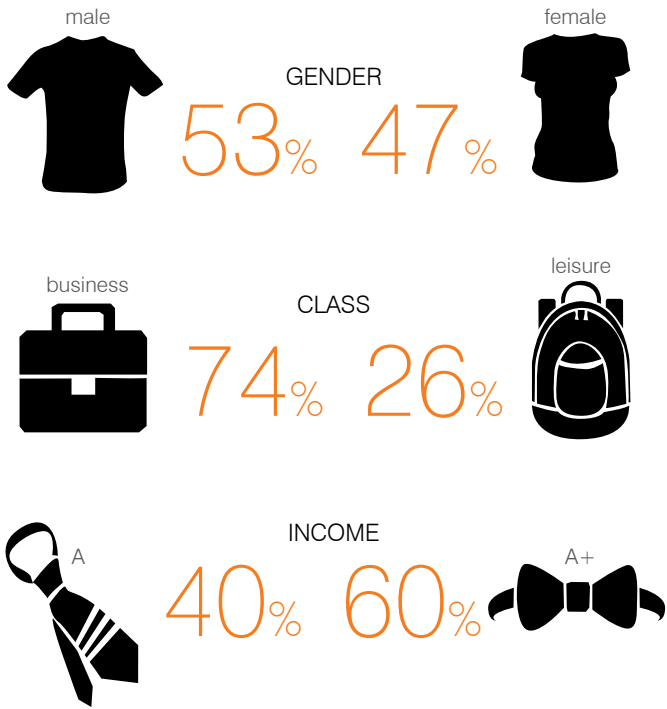 male
female
GENDER
53% 47%
business
leisure
CLASS
74% 26%
INCOME
A
A+
40% 60%